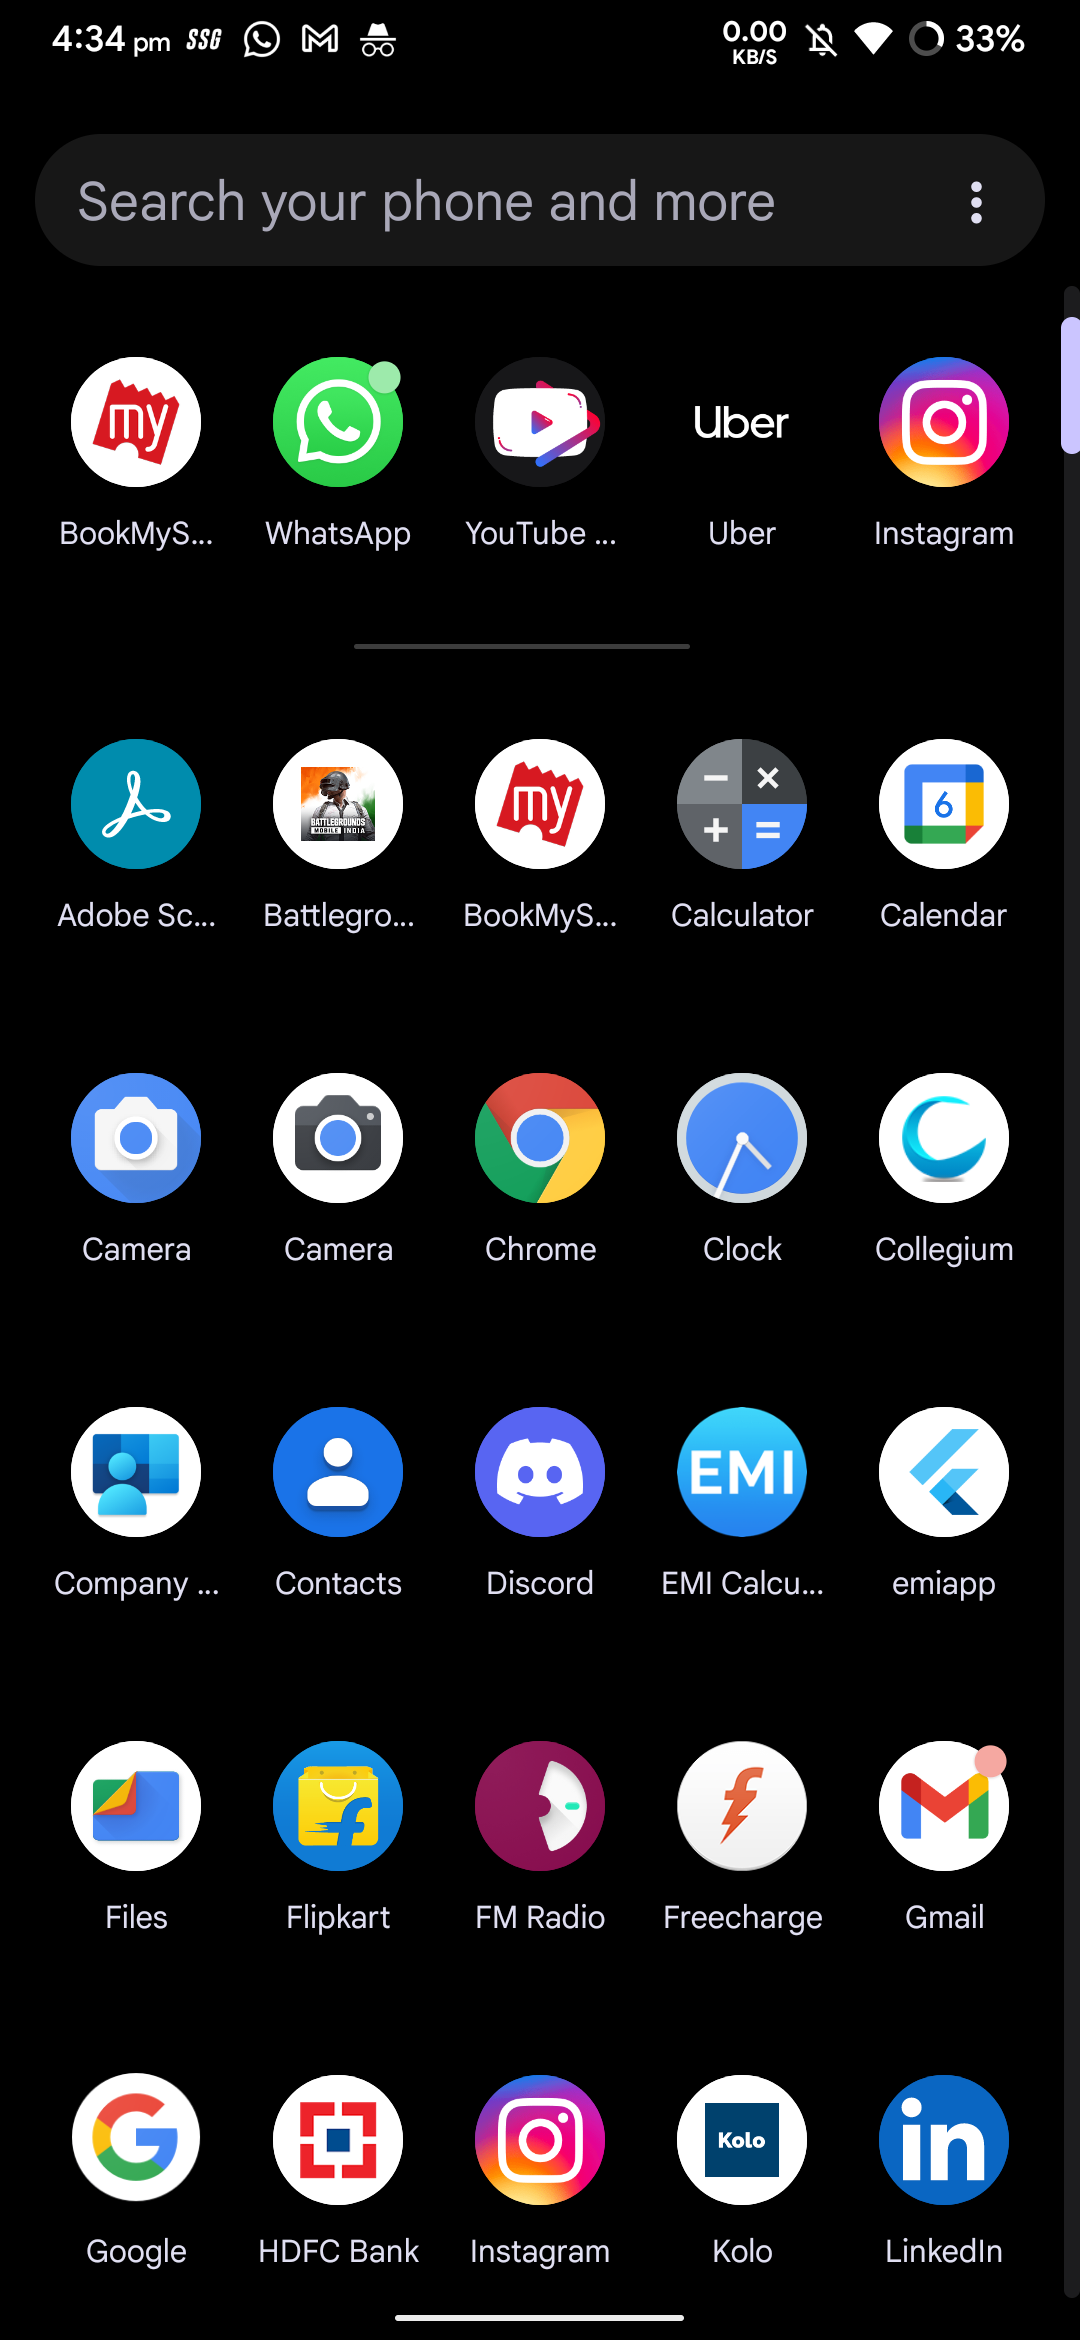 4:34 pm SSG 0.00 KB/S 33%
Search your phone and more
my Uber
BookMyS... WhatsApp YouTube ... Uber Instagram
BATTLEGROUNDS MOBILE INDIA my − × + = 6
Adobe Sc... Battlegro... BookMyS... Calculator Calendar
Camera Camera Chrome Clock Collegium
EMI
Company ... Contacts Discord EMI Calcu... emiapp
Files Flipkart FM Radio Freecharge Gmail
Kolo in
Google HDFC Bank Instagram Kolo LinkedIn